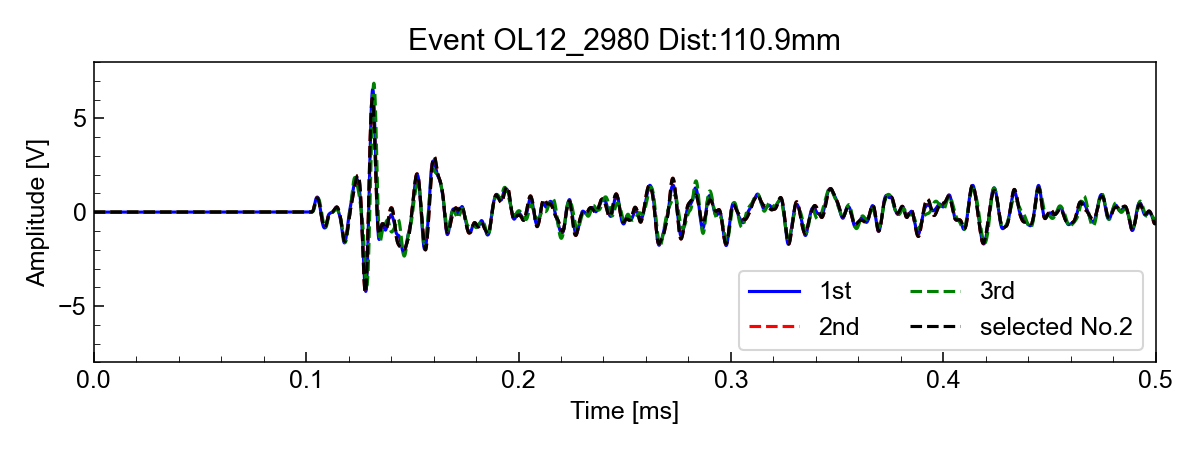 Event OL12_2980 Dist:110.9mm
Amplitude [V]
5
0
−5
1st
2nd
3rd
selected No.2
0.0 0.1 0.2 0.3 0.4 0.5
Time [ms]